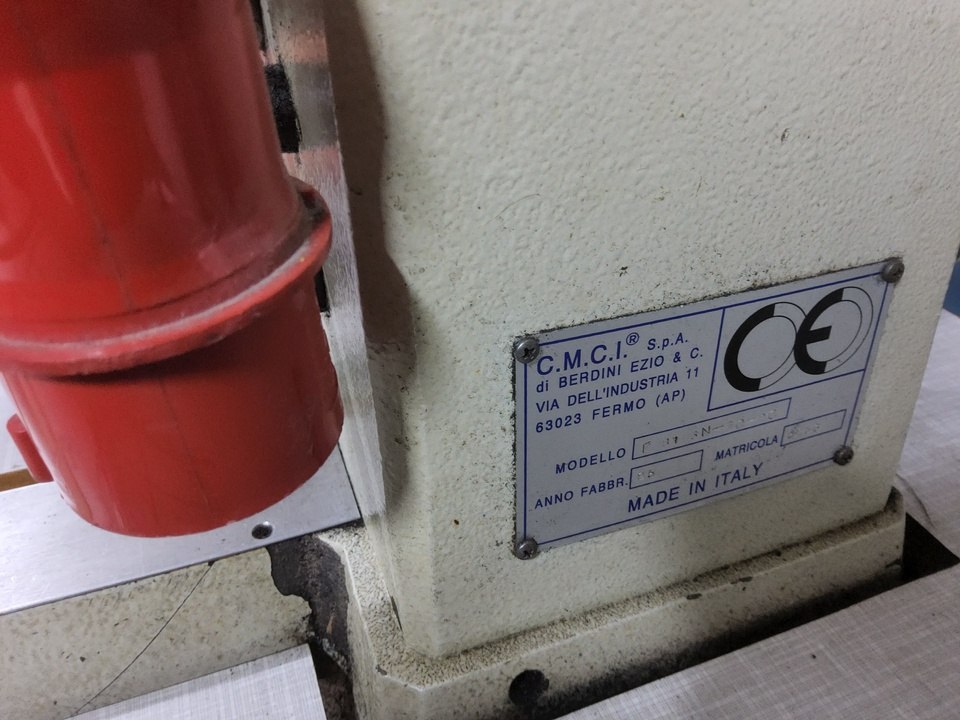 C.M.C.I.® S.p.A.
di BERDINI EZIO & C.
VIA DELL'INDUSTRIA 11
63023 FERMO (AP)
CE
MODELLO
ANNO FABBR. MATRICOLA
MADE IN ITALY